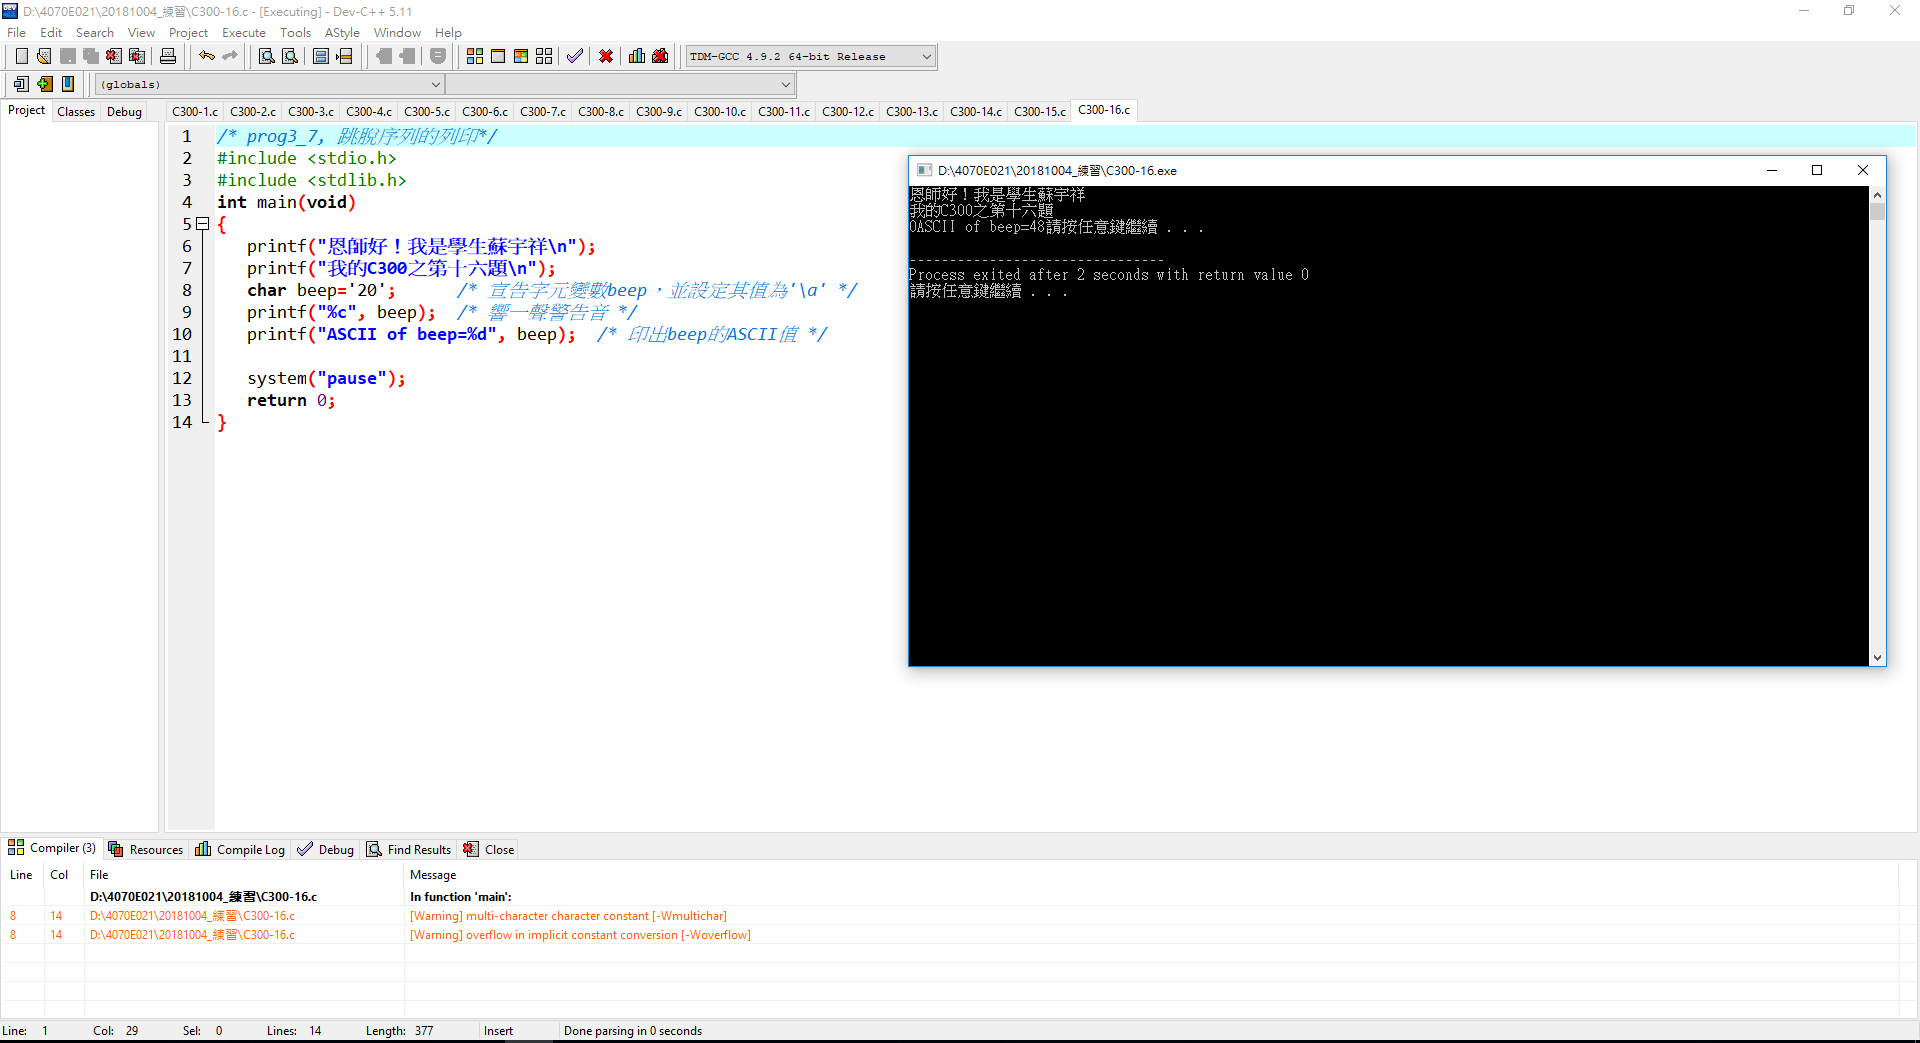 D:\4070E021\20181004_練習\C300-16.c - [Executing] - Dev-C++ 5.11
File Edit Search View Project Execute Tools AStyle Window Help
TDM-GCC 4.9.2 64-bit Release
(globals)
Project Classes Debug
C300-1.c C300-2.c C300-3.c C300-4.c C300-5.c C300-6.c C300-7.c C300-8.c C300-9.c C300-10.c C300-11.c C300-12.c C300-13.c C300-14.c C300-15.c C300-16.c
1 /* prog3_7, 跳脫序列的列印*/
2 #include <stdio.h>
3 #include <stdlib.h>
4 int main(void)
5 {
6 printf("恩師好！我是學生蘇宇祥\n");
7 printf("我的C300之第十六題\n");
8 char beep='20'; /* 宣告字元變數beep，並設定其值為'\a' */
9 printf("%c", beep); /* 響一聲警告音 */
10 printf("ASCII of beep=%d", beep); /* 印出beep的ASCII值 */
11
12 system("pause");
13 return 0;
14 }
D:\4070E021\20181004_練習\C300-16.exe
恩師好！我是學生蘇宇祥
我的C300之第十六題
0ASCII of beep=48請按任意鍵繼續 . . .
--------------------------------
Process exited after 2 seconds with return value 0
請按任意鍵繼續 . . .
Compiler (3) Resources Compile Log Debug Find Results Close
Line Col File Message
D:\4070E021\20181004_練習\C300-16.c In function 'main':
8 14 D:\4070E021\20181004_練習\C300-16.c [Warning] multi-character character constant [-Wmultichar]
8 14 D:\4070E021\20181004_練習\C300-16.c [Warning] overflow in implicit constant conversion [-Woverflow]
Line: 1 Col: 29 Sel: 0 Lines: 14 Length: 377 Insert Done parsing in 0 seconds